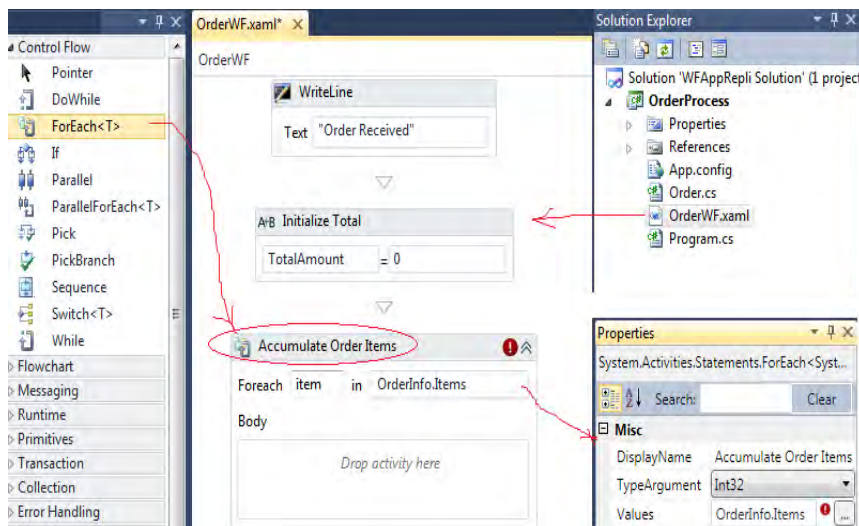 Control Flow
Pointer
DoWhile
ForEach<T>
If
Parallel
ParallelForEach<T>
Pick
PickBranch
Sequence
Switch<T>
While
Flowchart
Messaging
Runtime
Primitives
Transaction
Collection
Error Handling
OrderWF.xaml*
OrderWF
WriteLine
Text "Order Received"
A+B Initialize Total
TotalAmount = 0
Accumulate Order Items
Foreach item in OrderInfo.Items
Body
Drop activity here
Solution Explorer
Solution 'WFAppRepli Solution' (1 project
OrderProcess
Properties
References
App.config
Order.cs
OrderWF.xaml
Program.cs
Properties
System.Activities.Statements.ForEach<Syst...
Search: Clear
Misc
DisplayName Accumulate Order Items
TypeArgument Int32
Values OrderInfo.Items ...